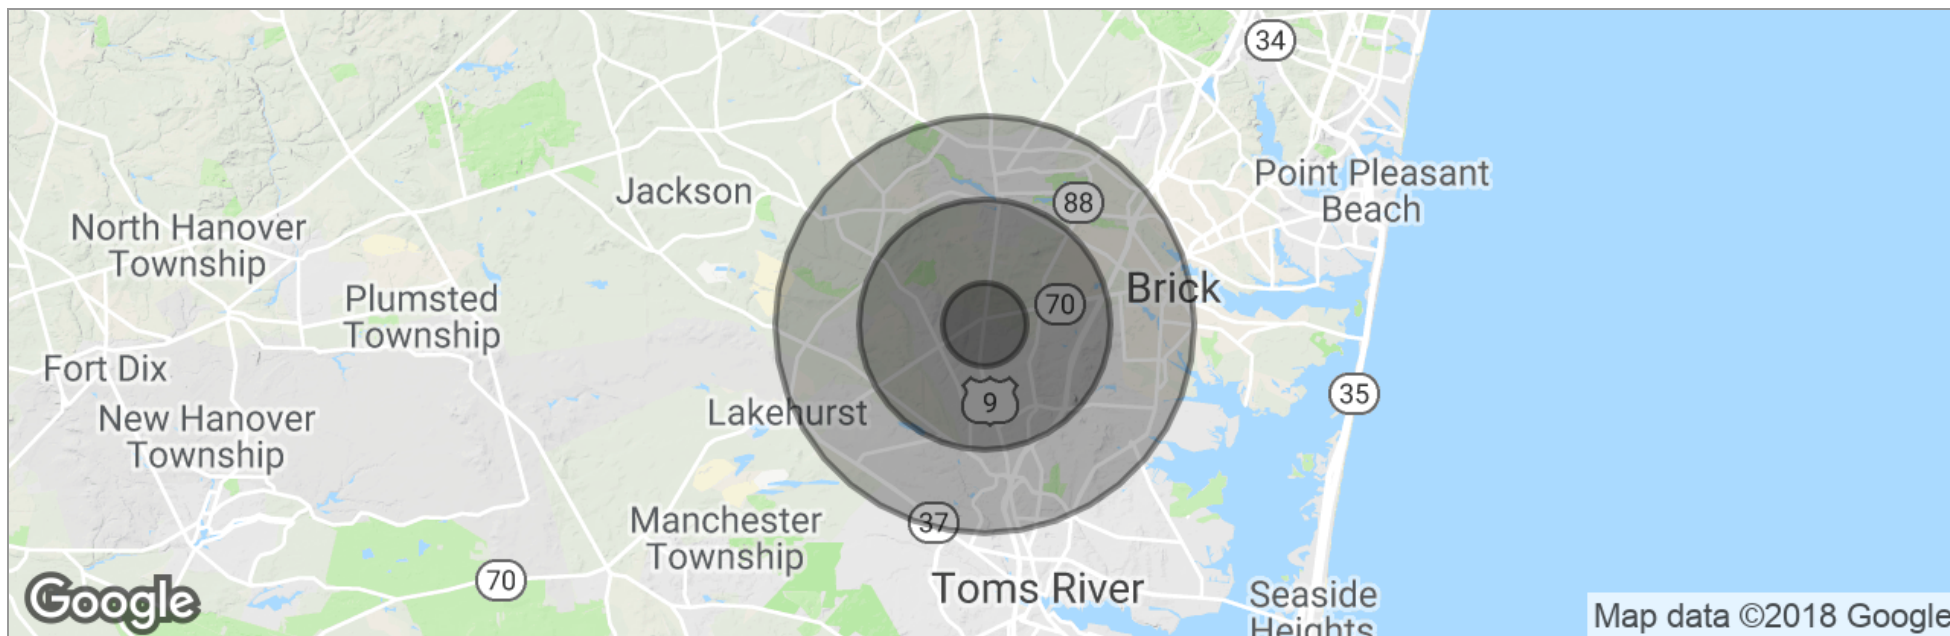 34
Point Pleasant
Beach
Jackson
88
North Hanover
Township
Brick
Plumsted
Township
70
Fort Dix
35
9
New Hanover
Township
Lakehurst
Manchester
Township
37
70
Toms River
Seaside
Heights
Google
Map data ©2018 Google